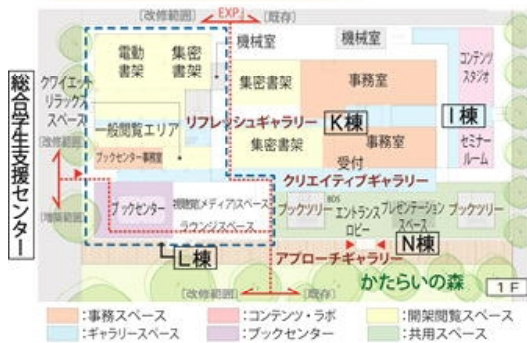 [改修範囲] EXP.J [既存]
電動
書架
集密
書架
機械室
機械室
コンテンツ
スタジオ
総合学生支援センター
クワイエット
リラックス
スペース
集密書架
事務室
一般閲覧エリア
リフレッシュギャラリー
K棟
I棟
[改修範囲]
ブックセンター事務室
集密書架
事務室
受付
セミナー
ルーム
クリエイティブギャラリー
[増築範囲]
ブックセンター
視聴覚メディアスペース
ラウンジスペース
ブックツリー
BDS
エントランス
ロビー
プレゼンテーション
スペース
ブックツリー
L棟
アプローチギャラリー
N棟
かたらいの森
[改修範囲] [既存]
1F
:事務スペース
:コンテンツ・ラボ
:開架閲覧スペース
:ギャラリースペース
:ブックセンター
:共用スペース